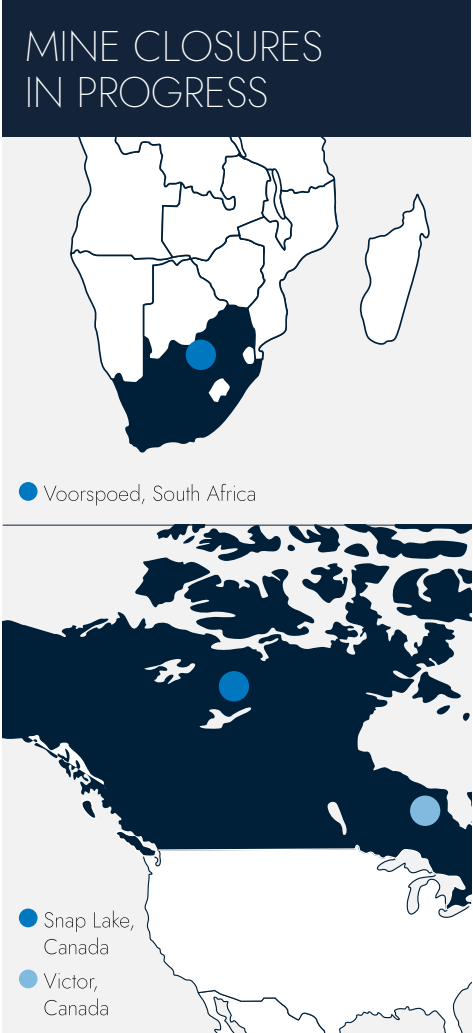 MINE CLOSURES
IN PROGRESS
Voorspoed, South Africa
Snap Lake,
Canada
Victor,
Canada